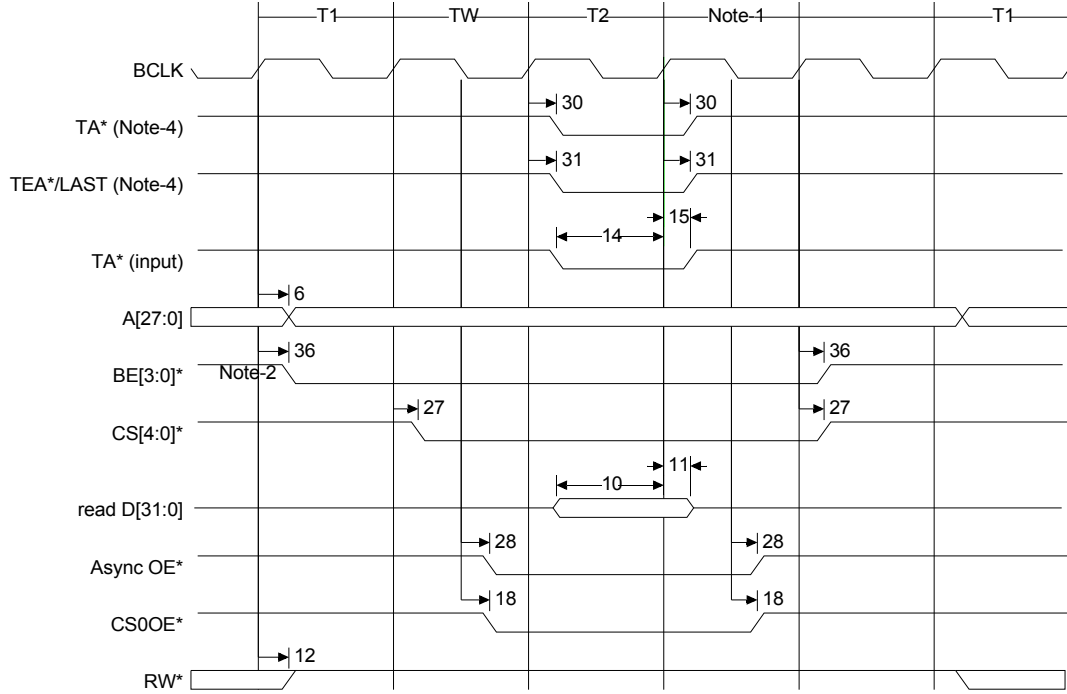 T1 TW T2 Note-1 T1
BCLK
30 30
TA* (Note-4)
31 31
TEA*/LAST (Note-4)
15
14
TA* (input)
6
A[27:0]
36 36
Note-2
BE[3:0]*
27 27
CS[4:0]*
11
10
read D[31:0]
28 28
Async OE*
18 18
CS0OE*
12
RW*